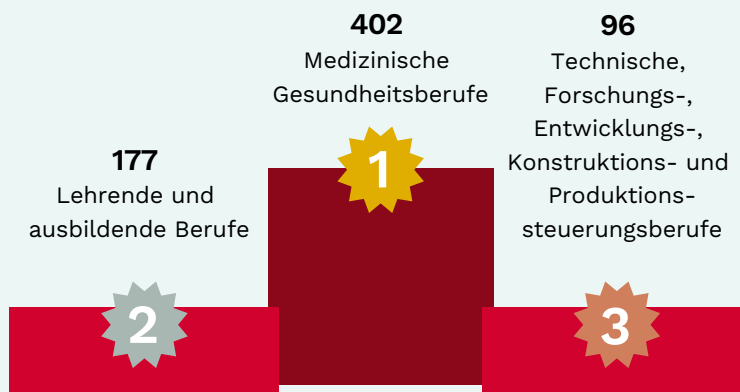 402
Medizinische
Gesundheitsberufe
1
177
Lehrende und
ausbildende Berufe
2
96
Technische,
Forschungs-,
Entwicklungs-,
Konstruktions- und
Produktions-
steuerungsberufe
3